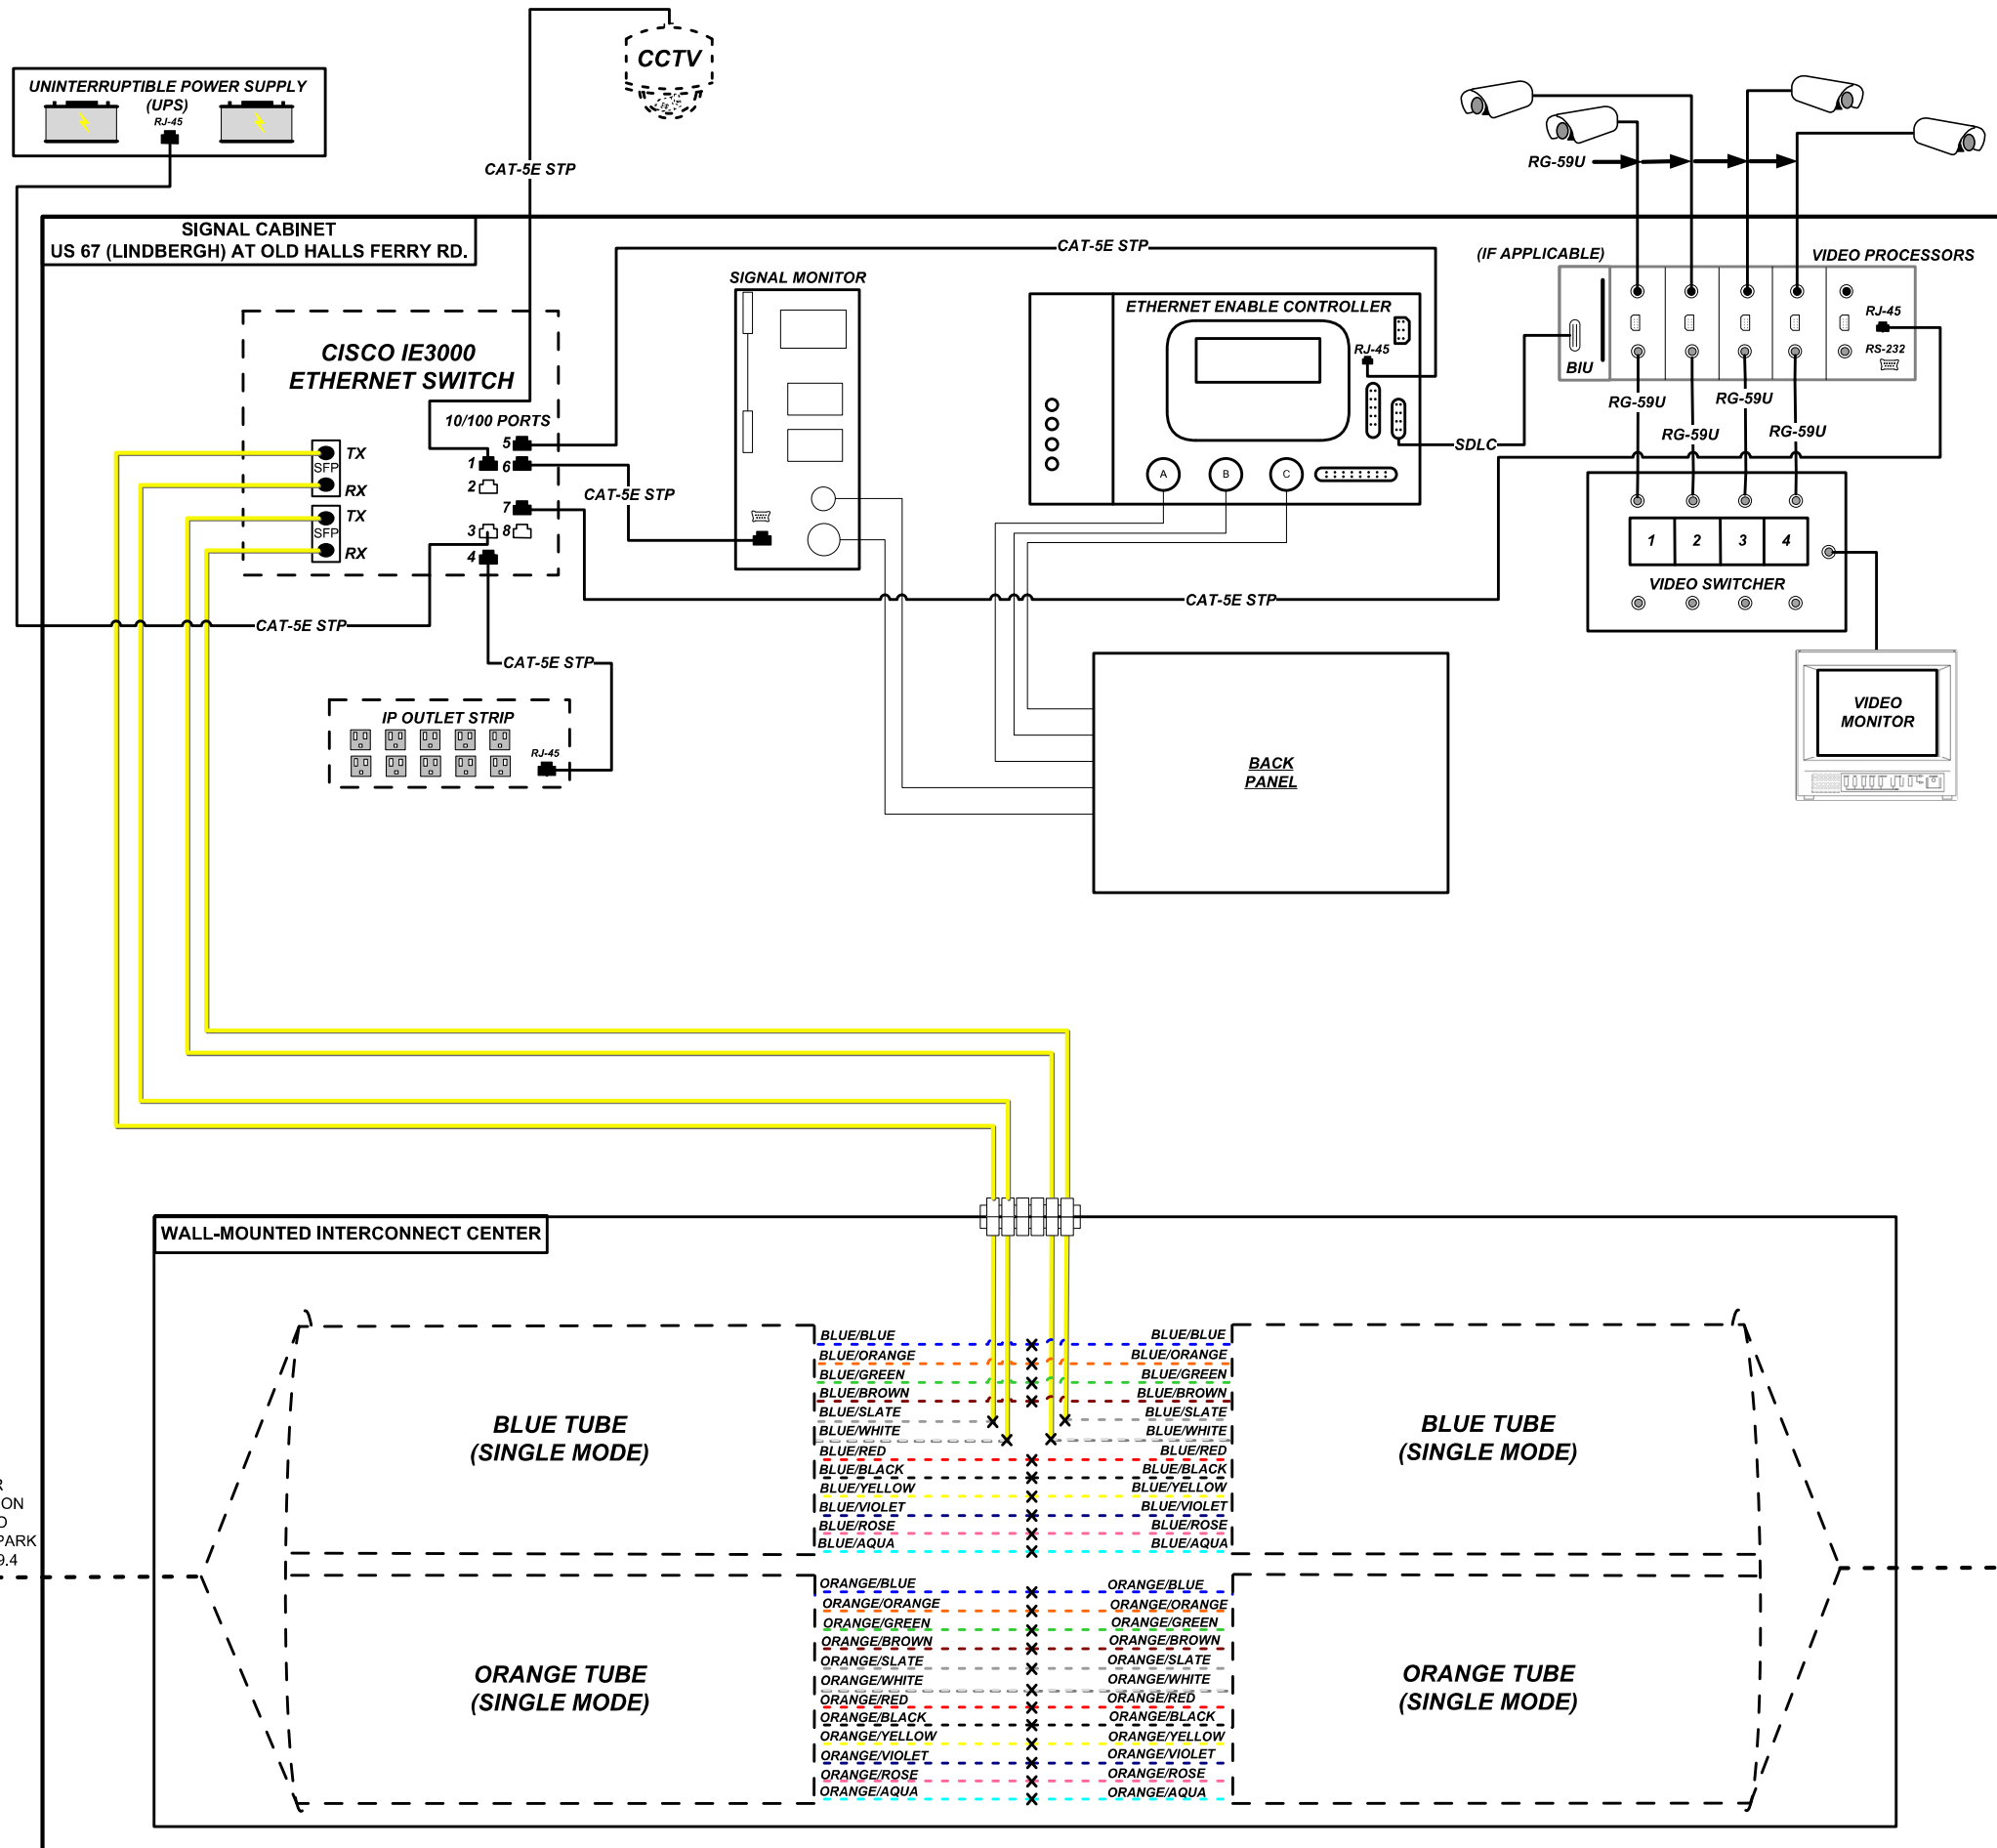 CCTV
UNINTERRUPTIBLE POWER SUPPLY
(UPS)
RJ-45
CAT-5E STP
RG-59U
SIGNAL CABINET
US 67 (LINDBERGH) AT OLD HALLS FERRY RD.
CAT-5E STP
(IF APPLICABLE)
VIDEO PROCESSORS
SIGNAL MONITOR
ETHERNET ENABLE CONTROLLER
RJ-45
RJ-45
RS-232
BIU
CISCO IE3000
ETHERNET SWITCH
10/100 PORTS
RG-59U
RG-59U
RG-59U
RG-59U
SDLC
TX
SFP
RX
TX
SFP
RX
5
1
6
2
7
3
8
4
CAT-5E STP
A
B
C
1
2
3
4
VIDEO SWITCHER
CAT-5E STP
CAT-5E STP
CAT-5E STP
IP OUTLET STRIP
RJ-45
BACK
PANEL
VIDEO
MONITOR
WALL-MOUNTED INTERCONNECT CENTER
BLUE TUBE
(SINGLE MODE)
BLUE/BLUE
BLUE/ORANGE
BLUE/GREEN
BLUE/BROWN
BLUE/SLATE
BLUE/WHITE
BLUE/RED
BLUE/BLACK
BLUE/YELLOW
BLUE/VIOLET
BLUE/ROSE
BLUE/AQUA
BLUE/BLUE
BLUE/ORANGE
BLUE/GREEN
BLUE/BROWN
BLUE/SLATE
BLUE/WHITE
BLUE/RED
BLUE/BLACK
BLUE/YELLOW
BLUE/VIOLET
BLUE/ROSE
BLUE/AQUA
BLUE TUBE
(SINGLE MODE)
R
ON
O
PARK
9.4
ORANGE TUBE
(SINGLE MODE)
ORANGE/BLUE
ORANGE/ORANGE
ORANGE/GREEN
ORANGE/BROWN
ORANGE/SLATE
ORANGE/WHITE
ORANGE/RED
ORANGE/BLACK
ORANGE/YELLOW
ORANGE/VIOLET
ORANGE/ROSE
ORANGE/AQUA
ORANGE/BLUE
ORANGE/ORANGE
ORANGE/GREEN
ORANGE/BROWN
ORANGE/SLATE
ORANGE/WHITE
ORANGE/RED
ORANGE/BLACK
ORANGE/YELLOW
ORANGE/VIOLET
ORANGE/ROSE
ORANGE/AQUA
ORANGE TUBE
(SINGLE MODE)